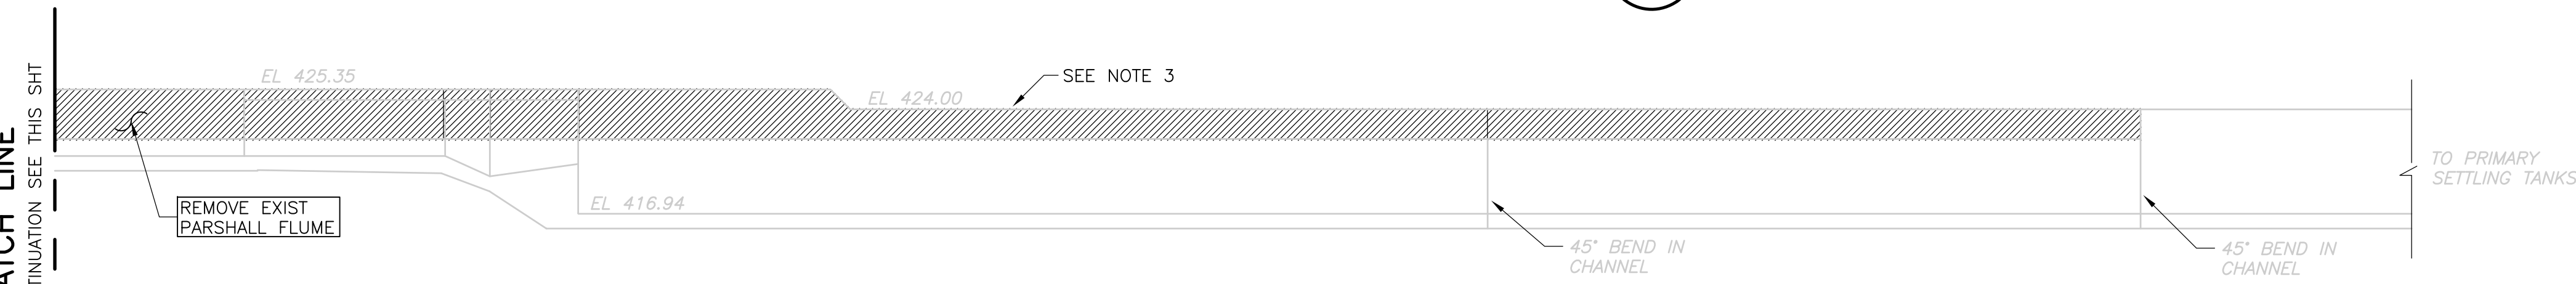 LINE
SEE THIS SHT
EL 425.35
EL 424.00
SEE NOTE 3
REMOVE EXIST
PARSHALL FLUME
EL 416.94
45° BEND IN
CHANNEL
45° BEND IN
CHANNEL
TO PRIMARY
SETTLING TANKS